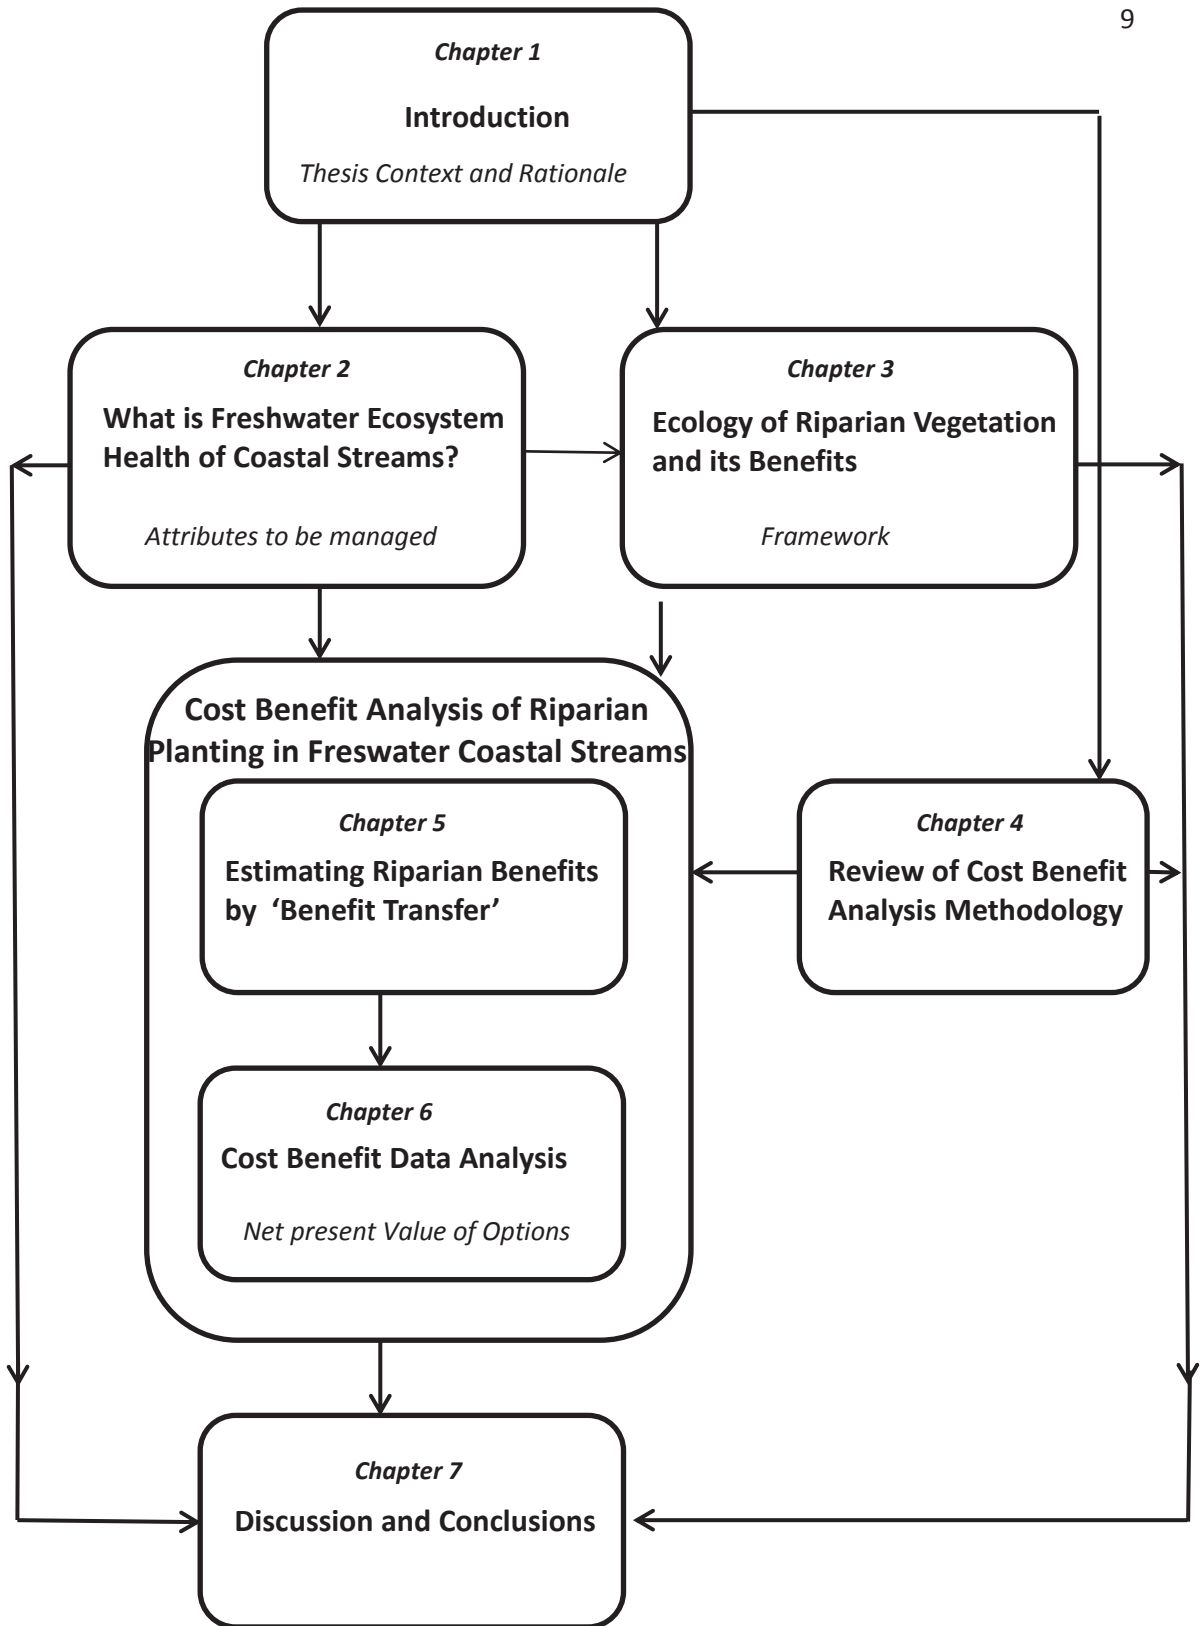 9
Chapter 1
Introduction
Thesis Context and Rationale
Chapter 2
What is Freshwater Ecosystem
Health of Coastal Streams?
Attributes to be managed
Chapter 3
Ecology of Riparian Vegetation
and its Benefits
Framework
Cost Benefit Analysis of Riparian
Planting in Freswater Coastal Streams
Chapter 5
Estimating Riparian Benefits
by ‘Benefit Transfer’
Chapter 4
Review of Cost Benefit
Analysis Methodology
Chapter 6
Cost Benefit Data Analysis
Net present Value of Options
Chapter 7
Discussion and Conclusions